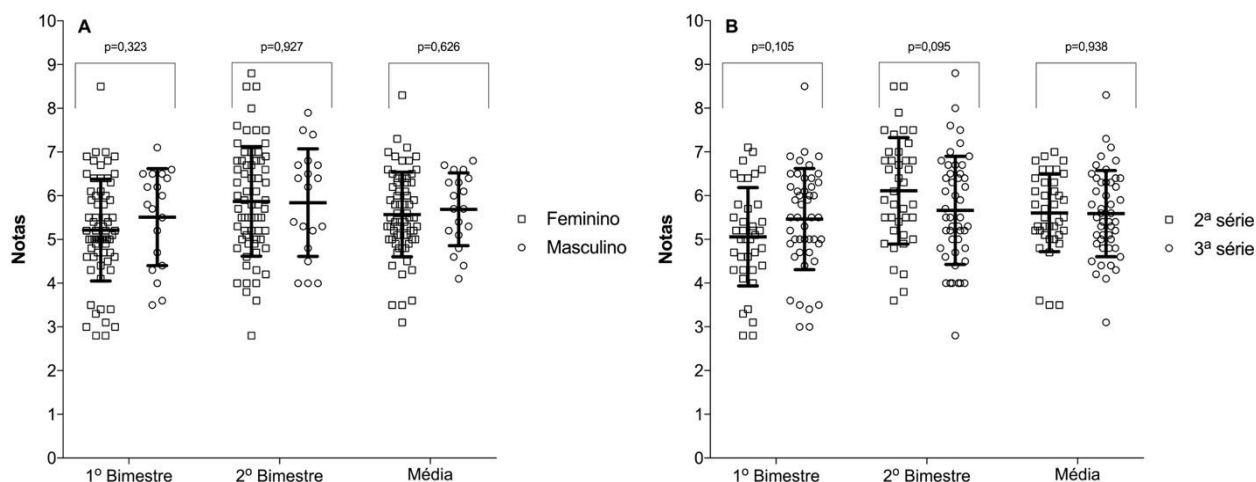 A
p=0,323
p=0,927
p=0,626
Notas
10
9
8
7
6
5
4
3
2
1
0
1º Bimestre
2º Bimestre
Média
Feminino
Masculino
B
p=0,105
p=0,095
p=0,938
Notas
10
9
8
7
6
5
4
3
2
1
0
1º Bimestre
2º Bimestre
Média
2ª série
3ª série